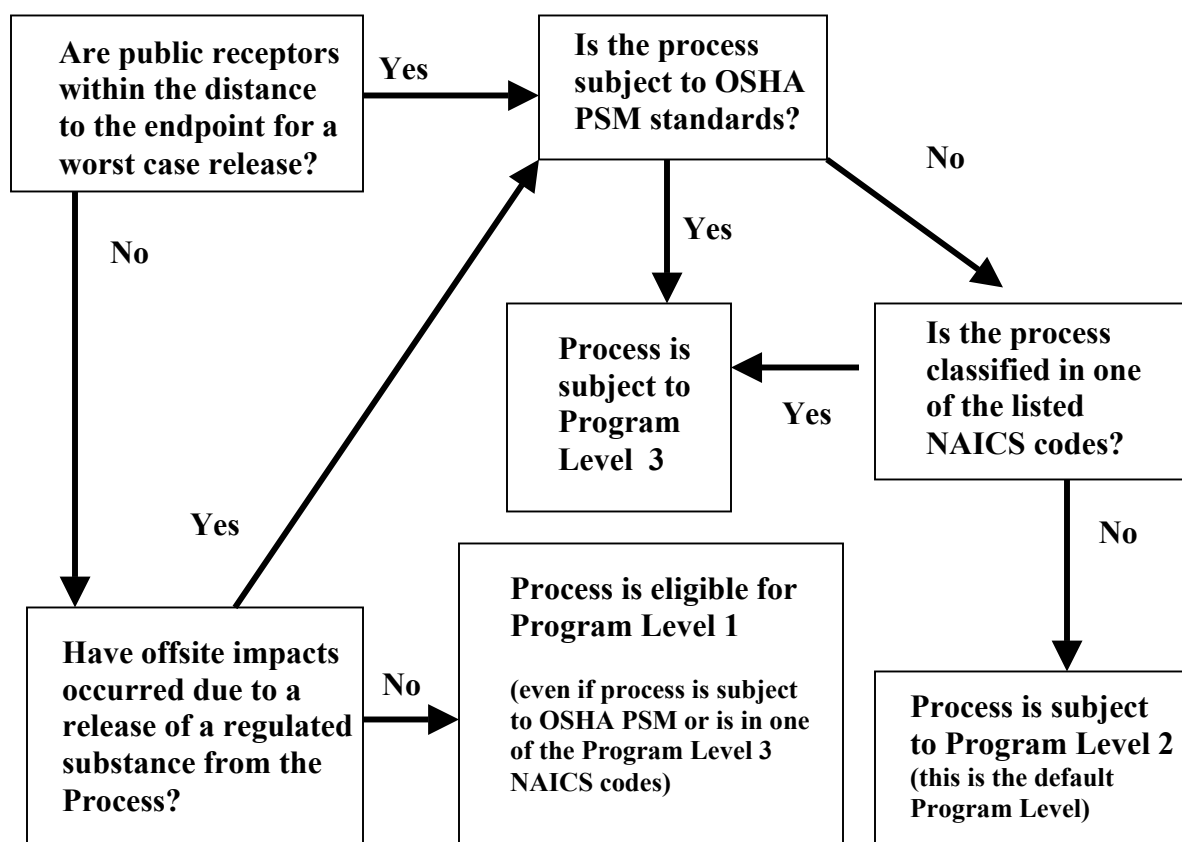 Are public receptors
within the distance
to the endpoint for a
worst case release?
Yes
Is the process
subject to OSHA
PSM standards?
No
Yes
No
Process is
subject to
Program
Level 3
Yes
Is the process
classified in one
of the listed
NAICS codes?
Yes
No
Have offsite impacts
occurred due to a
release of a regulated
substance from the
Process?
No
Process is eligible for
Program Level 1
(even if process is subject
to OSHA PSM or is in one
of the Program Level 3
NAICS codes)
Process is subject
to Program Level 2
(this is the default
Program Level)